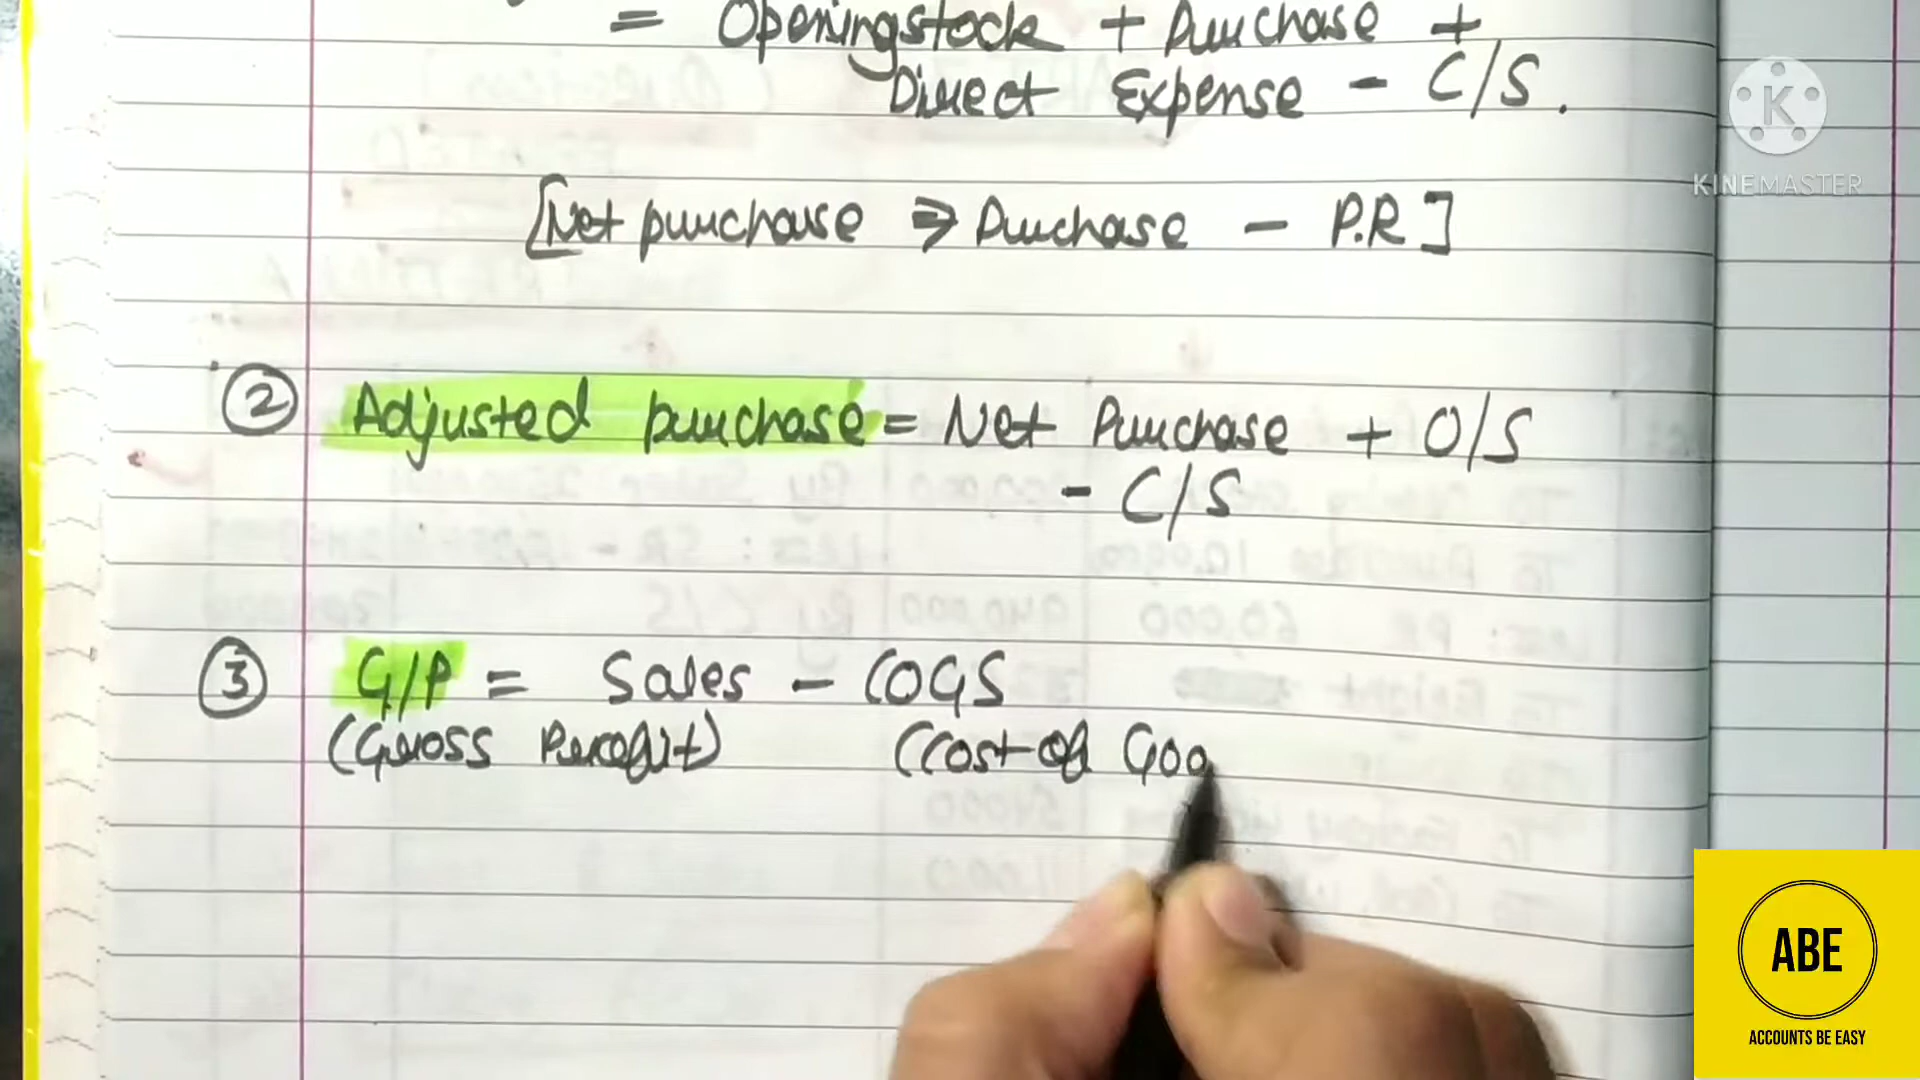 = Openingstock + Purchase +
Direct Expense - C/S.
[Net purchase ⇒ Purchase - P.R]
② Adjusted purchase = Net Purchase + O/S
- C/S
③ G/P = Sales - COGS
(Gross Profit) (Cost of Goo
KINEMASTER
K
ABE
ACCOUNTS BE EASY